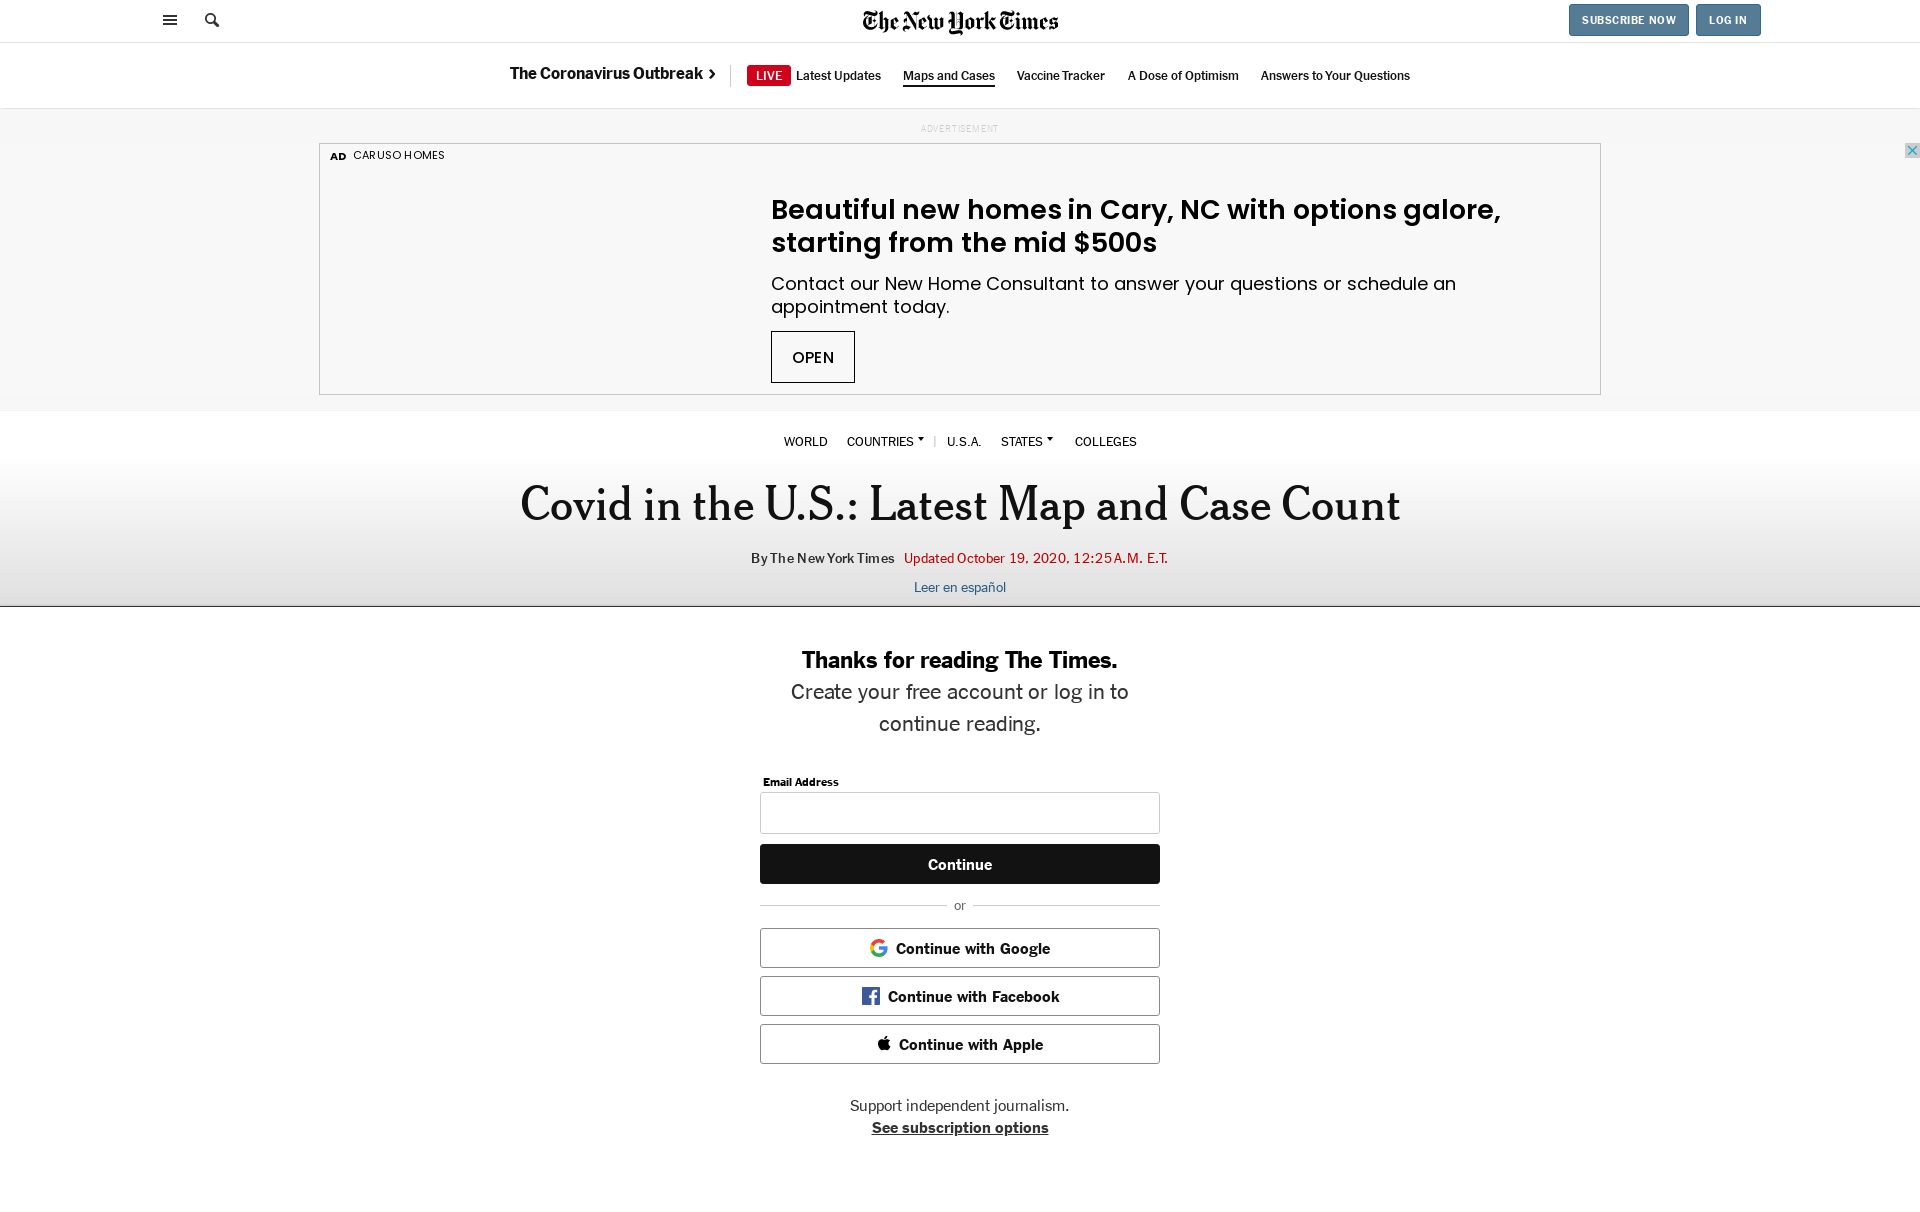 The New York Times
SUBSCRIBE NOW
LOG IN
The Coronavirus Outbreak
LIVE Latest Updates
Maps and Cases
Vaccine Tracker
A Dose of Optimism
Answers to Your Questions
ADVERTISEMENT
AD CARUSO HOMES
Beautiful new homes in Cary, NC with options galore,
starting from the mid $500s
Contact our New Home Consultant to answer your questions or schedule an
appointment today.
OPEN
WORLD COUNTRIES | U.S.A. STATES COLLEGES
Covid in the U.S.: Latest Map and Case Count
By The New York Times Updated October 19, 2020, 12:25 A.M. E.T.
Leer en español
Thanks for reading The Times.
Create your free account or log in to
continue reading.
Email Address
Continue
or
Continue with Google
Continue with Facebook
Continue with Apple
Support independent journalism.
See subscription options